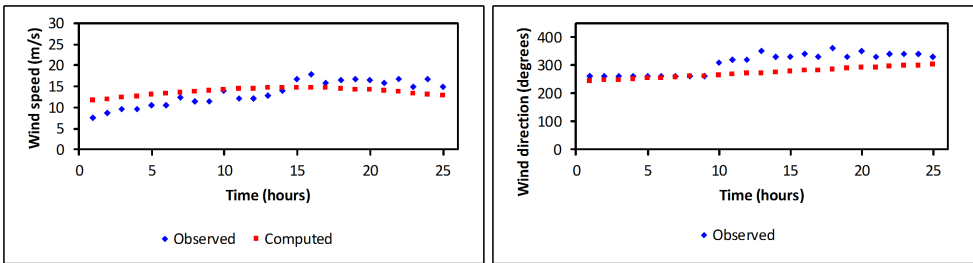 Wind speed (m/s)
30
25
20
15
10
5
0
0 5 10 15 20 25
Time (hours)
Observed Computed
Wind direction (degrees)
400
300
200
100
0
0 5 10 15 20 25
Time (hours)
Observed